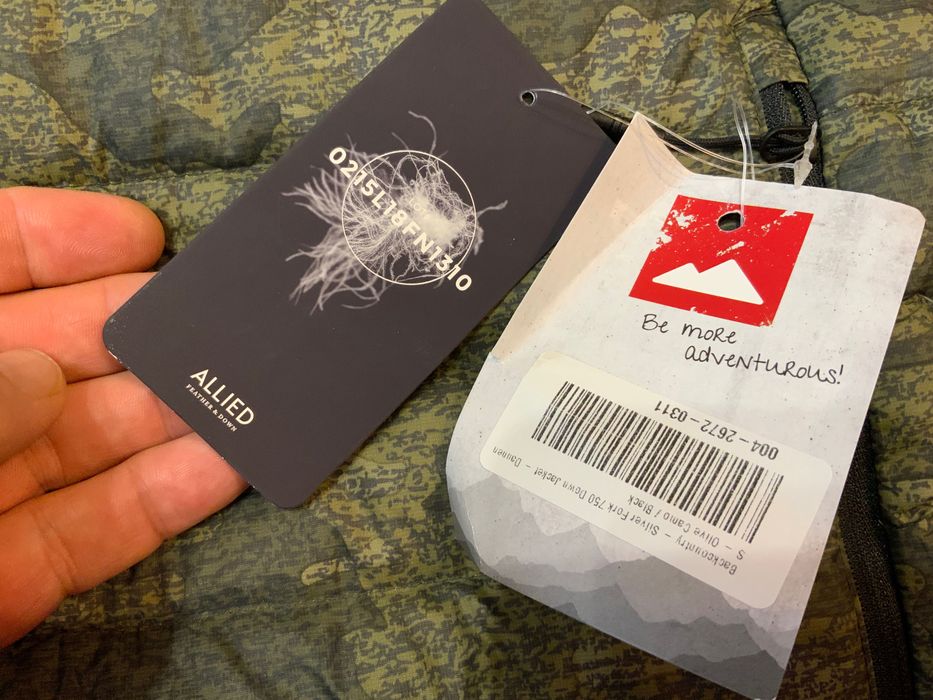 0215L18FN1310
ALLIED
FEATHER & DOWN
Be more
adventurous!
004-2672-0311
Backcountry - Silver Fork 750 Down Jacket - Daunen
S - Olive Camo / Black